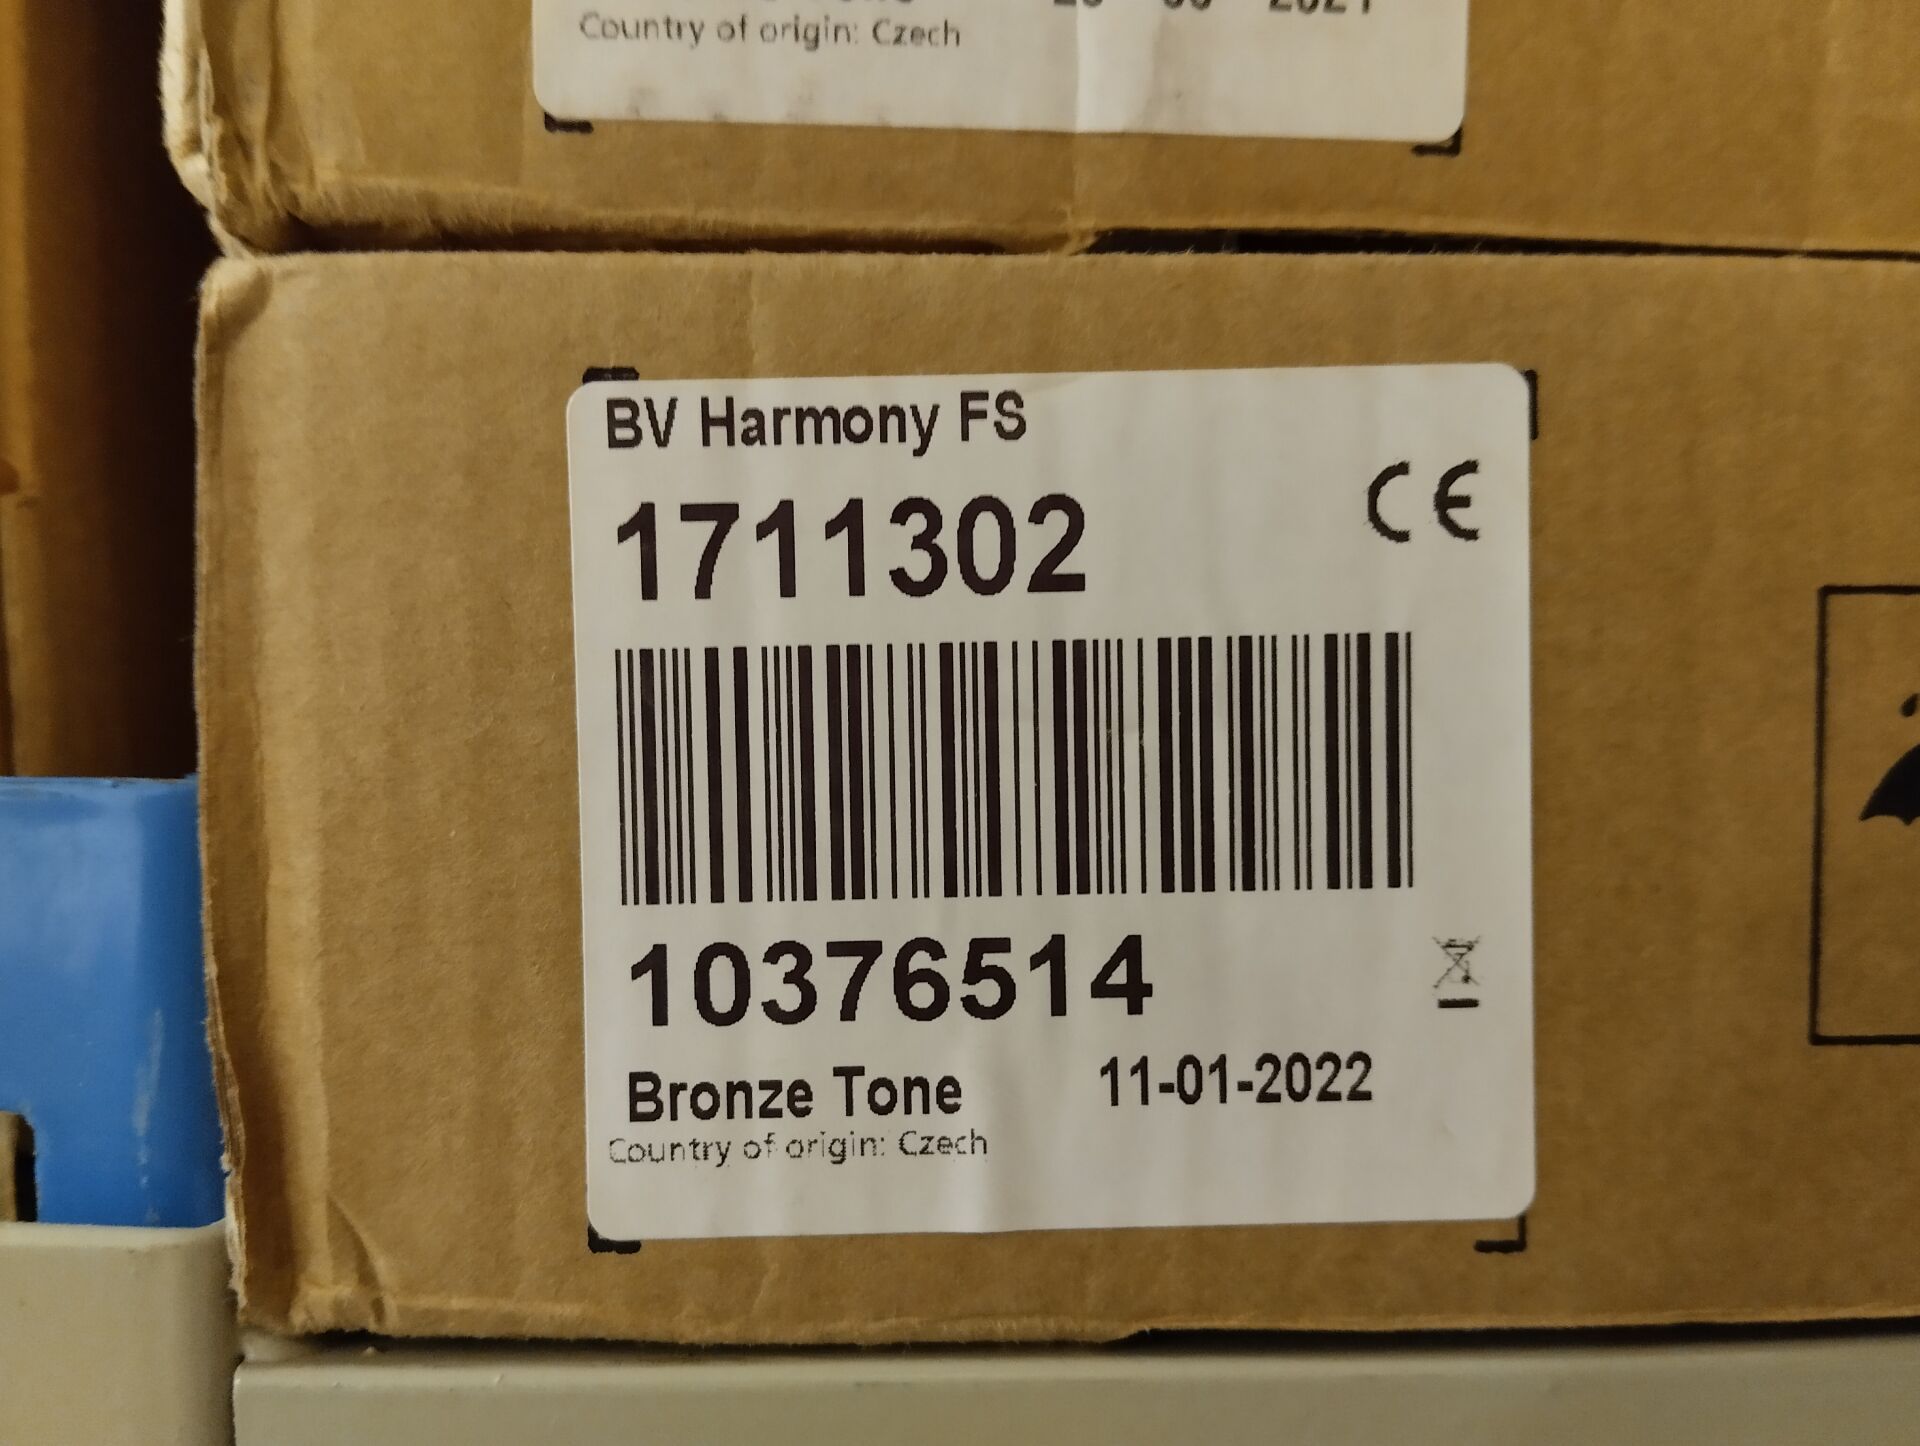 Country of origin: Czech
BV Harmony FS
1711302
CE
10376514
Bronze Tone 11-01-2022
Country of origin: Czech